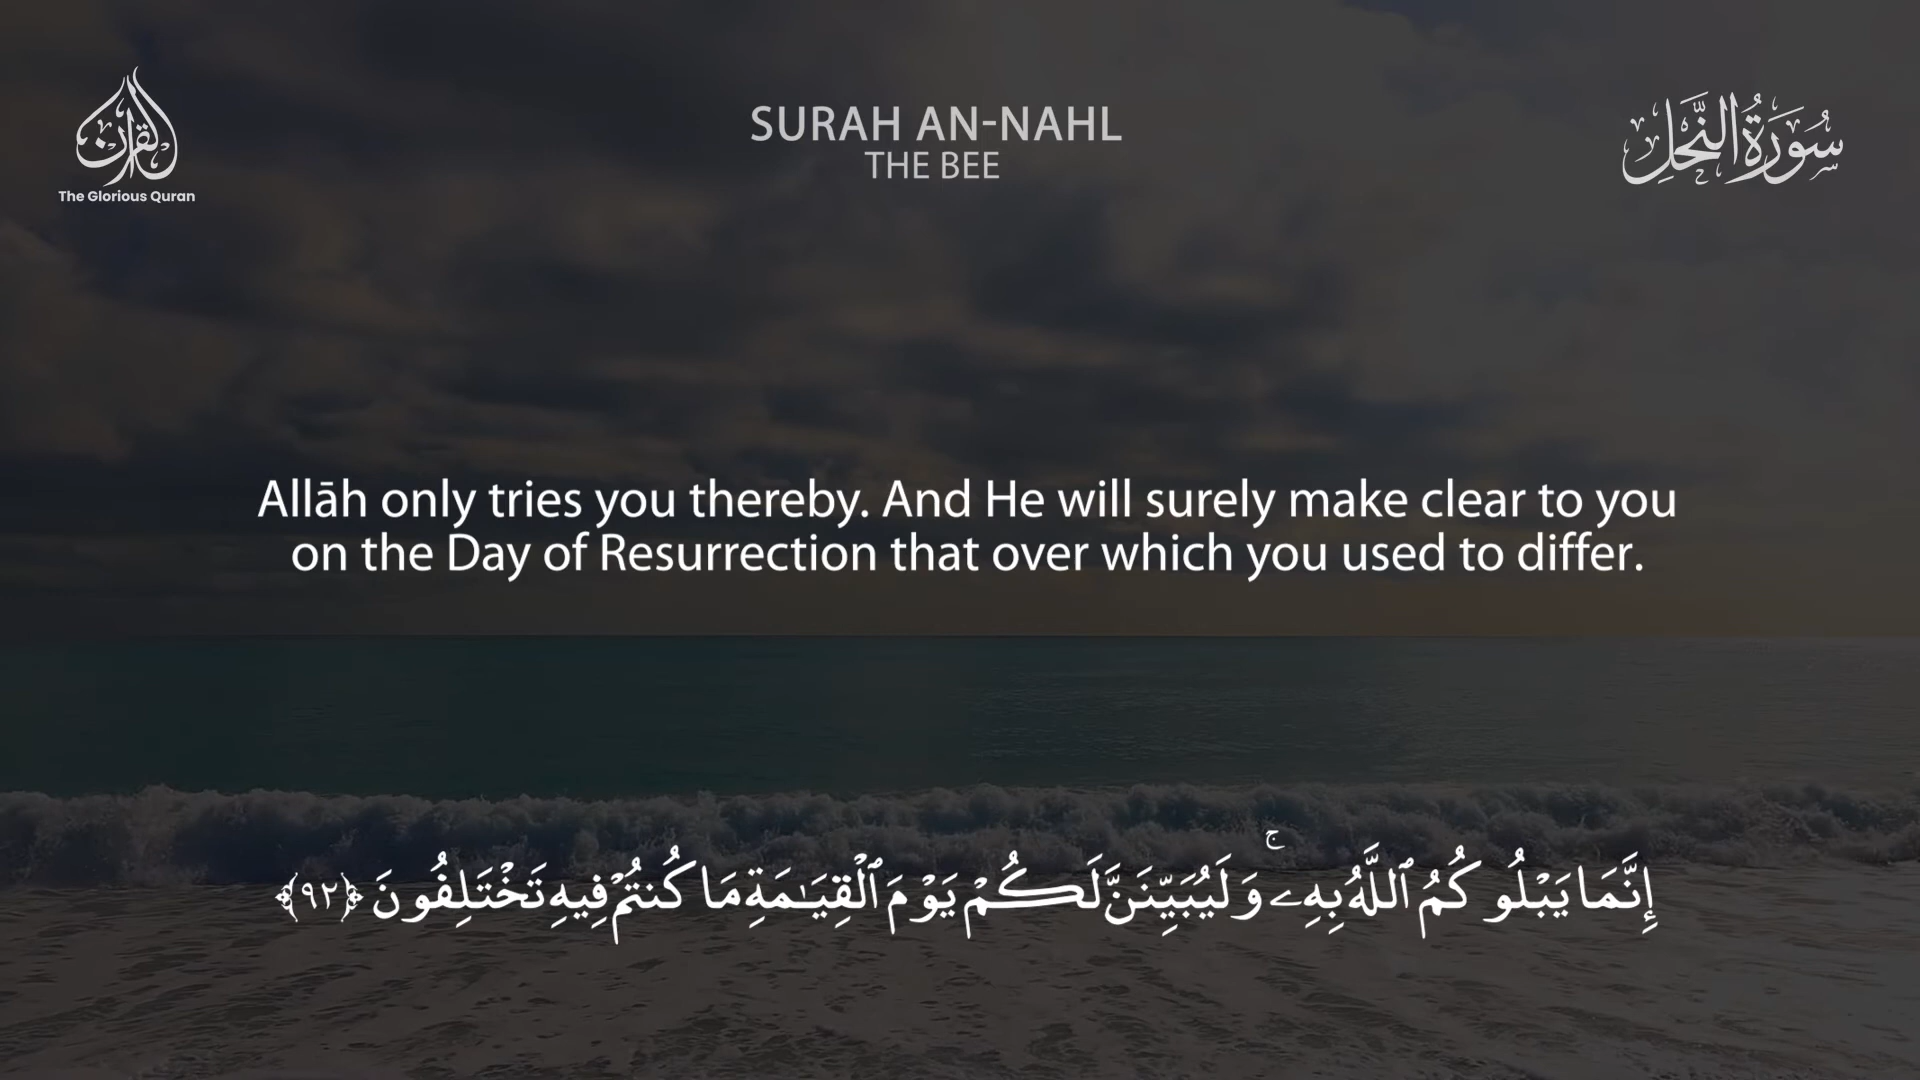 القرآن
The Glorious Quran
SURAH AN-NAHL
THE BEE
سُورَةُ النَّحْلِ
Allāh only tries you thereby. And He will surely make clear to you
on the Day of Resurrection that over which you used to differ.
إِنَّمَا يَبْلُوكُمُ ٱللَّهُ بِهِۦ ۚ وَلَيُبَيِّنَنَّ لَكُمْ يَوْمَ ٱلْقِيَـٰمَةِ مَا كُنتُمْ فِيهِ تَخْتَلِفُونَ ﴿٩٢﴾